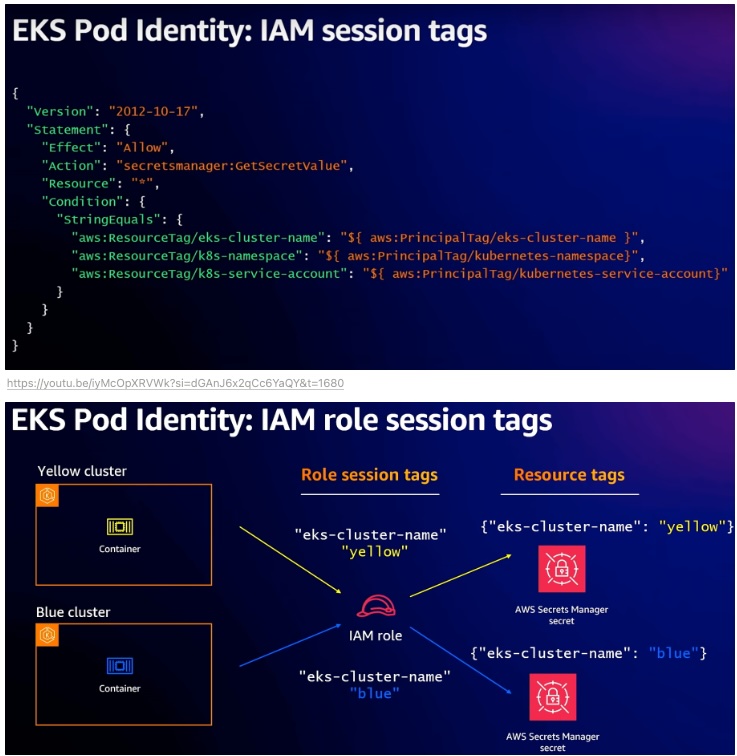 EKS Pod Identity: IAM session tags
{
"Version": "2012-10-17",
"Statement": {
"Effect": "Allow",
"Action": "secretsmanager:GetSecretValue",
"Resource": "*",
"Condition": {
"StringEquals": {
"aws:ResourceTag/eks-cluster-name": "${ aws:PrincipalTag/eks-cluster-name }",
"aws:ResourceTag/k8s-namespace": "${ aws:PrincipalTag/kubernetes-namespace}",
"aws:ResourceTag/k8s-service-account": "${ aws:PrincipalTag/kubernetes-service-account}"
}
}
}
}
https://youtu.be/iyMcOpXRVWk?si=dGAnJ6x2qCc6YaQY&t=1680
EKS Pod Identity: IAM role session tags
Yellow cluster
Container
Blue cluster
Container
Role session tags
"eks-cluster-name"
"yellow"
IAM role
"eks-cluster-name"
"blue"
Resource tags
{"eks-cluster-name": "yellow"}
AWS Secrets Manager
secret
{"eks-cluster-name": "blue"}
AWS Secrets Manager
secret